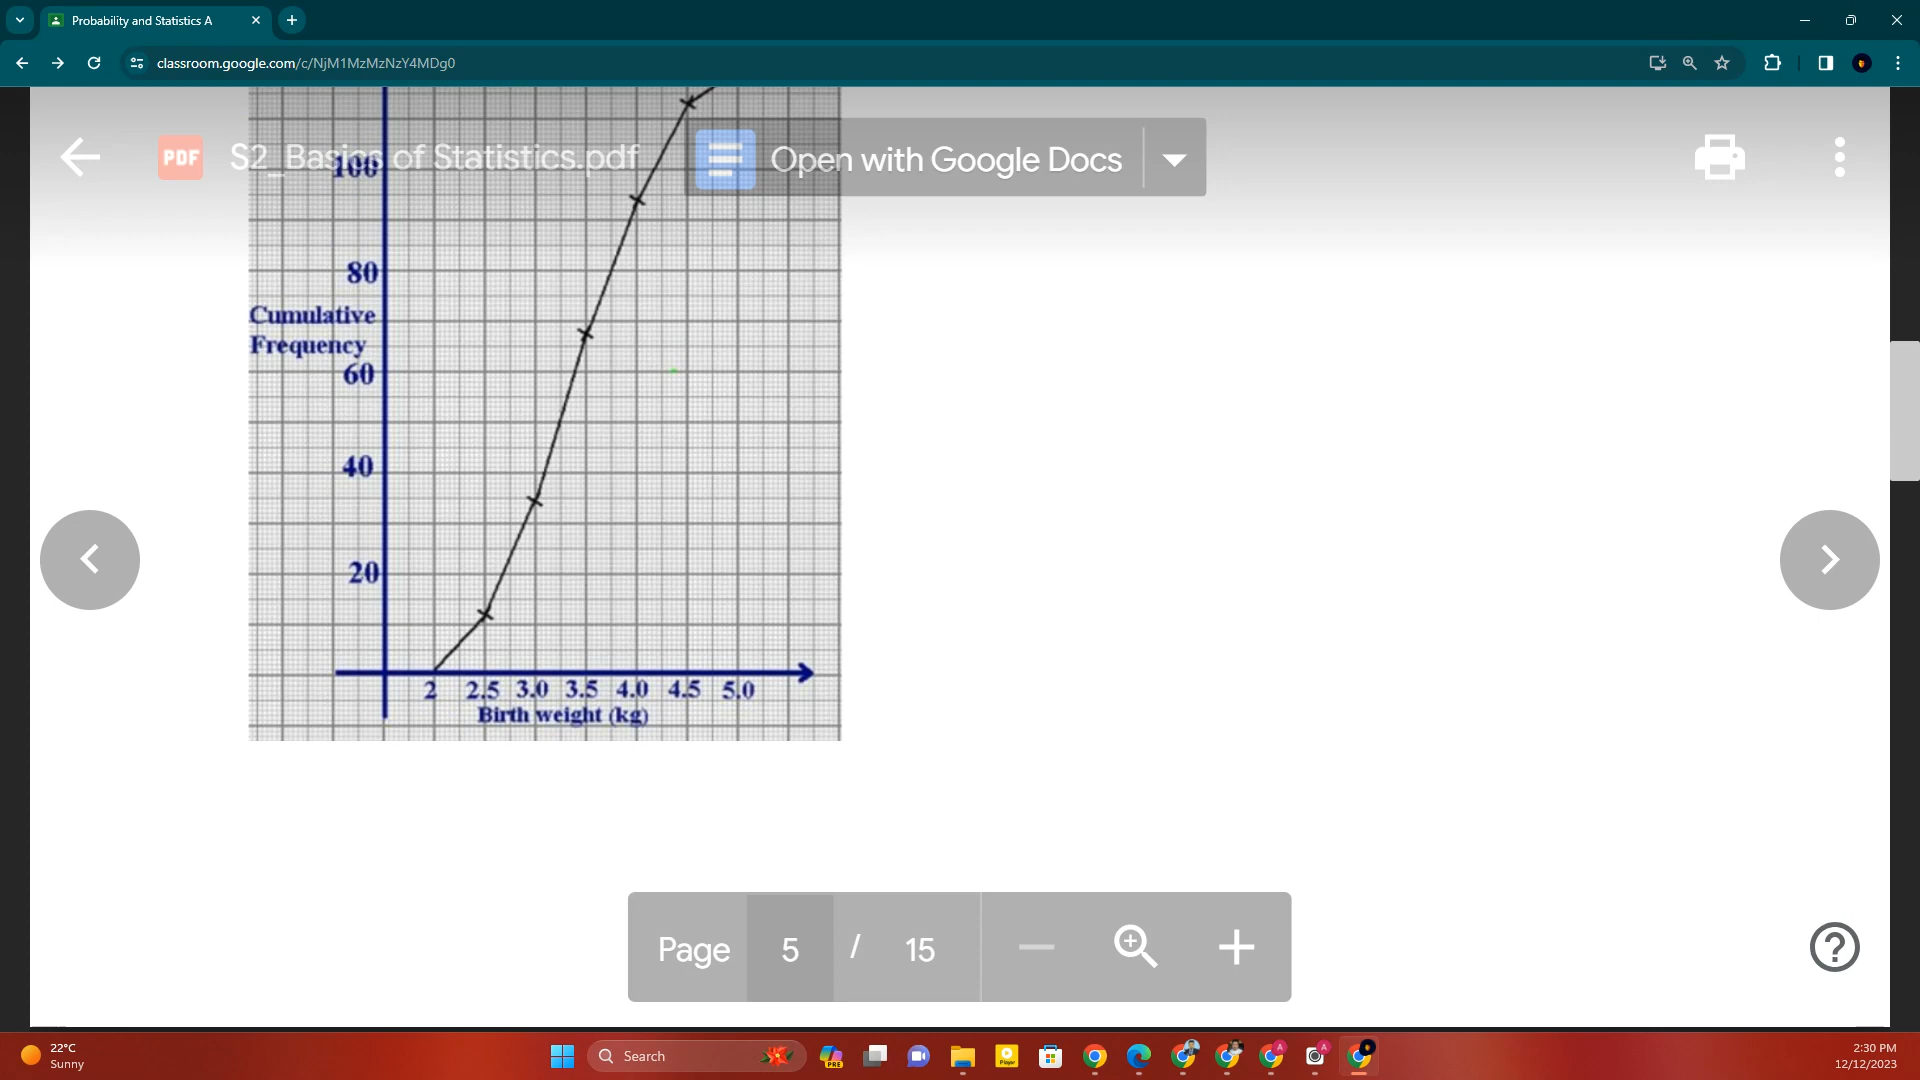 Probability and Statistics A
classroom.google.com/c/NjM1MzMzNzY4MDg0
PDF S2_Basics of Statistics.pdf Open with Google Docs
100
80
Cumulative
Frequency
60
40
20
2 2.5 3.0 3.5 4.0 4.5 5.0
Birth weight (kg)
Page 5 / 15
22°C
Sunny
Search
PRE
2:30 PM
12/12/2023